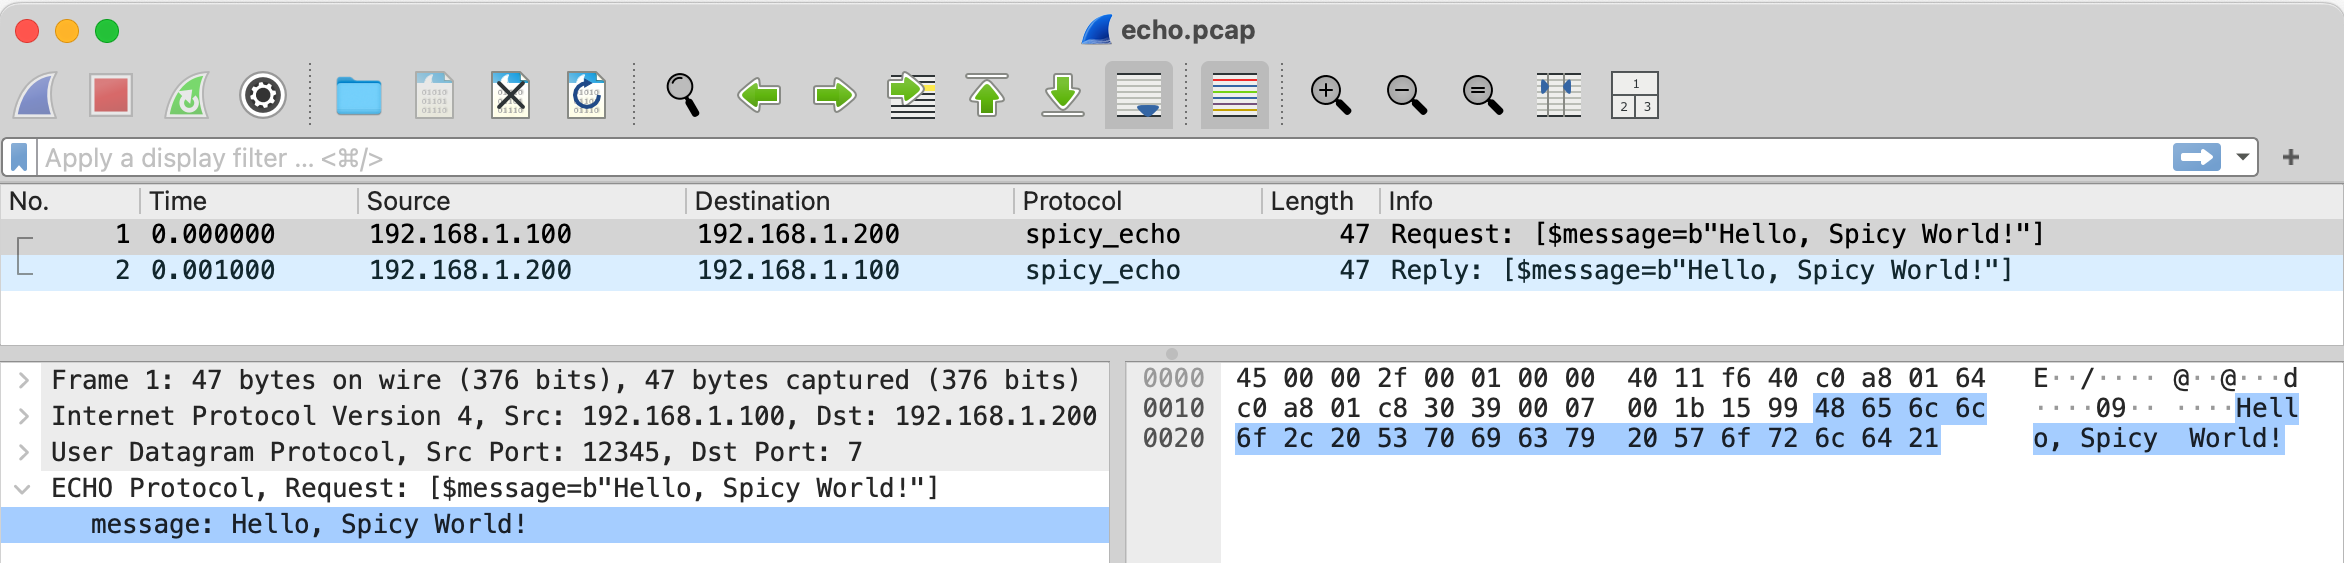 echo.pcap
Apply a display filter ... <⌘/>
No. Time Source Destination Protocol Length Info
1 0.000000 192.168.1.100 192.168.1.200 spicy_echo 47 Request: [$message=b"Hello, Spicy World!"]
2 0.001000 192.168.1.200 192.168.1.100 spicy_echo 47 Reply: [$message=b"Hello, Spicy World!"]
Frame 1: 47 bytes on wire (376 bits), 47 bytes captured (376 bits)
Internet Protocol Version 4, Src: 192.168.1.100, Dst: 192.168.1.200
User Datagram Protocol, Src Port: 12345, Dst Port: 7
ECHO Protocol, Request: [$message=b"Hello, Spicy World!"]
message: Hello, Spicy World!
0000 45 00 00 2f 00 01 00 00 40 11 f6 40 c0 a8 01 64 E··/···· @··@···d
0010 c0 a8 01 c8 30 39 00 07 00 1b 15 99 48 65 6c 6c ····09·· ····Hell
0020 6f 2c 20 53 70 69 63 79 20 57 6f 72 6c 64 21 o, Spicy World!